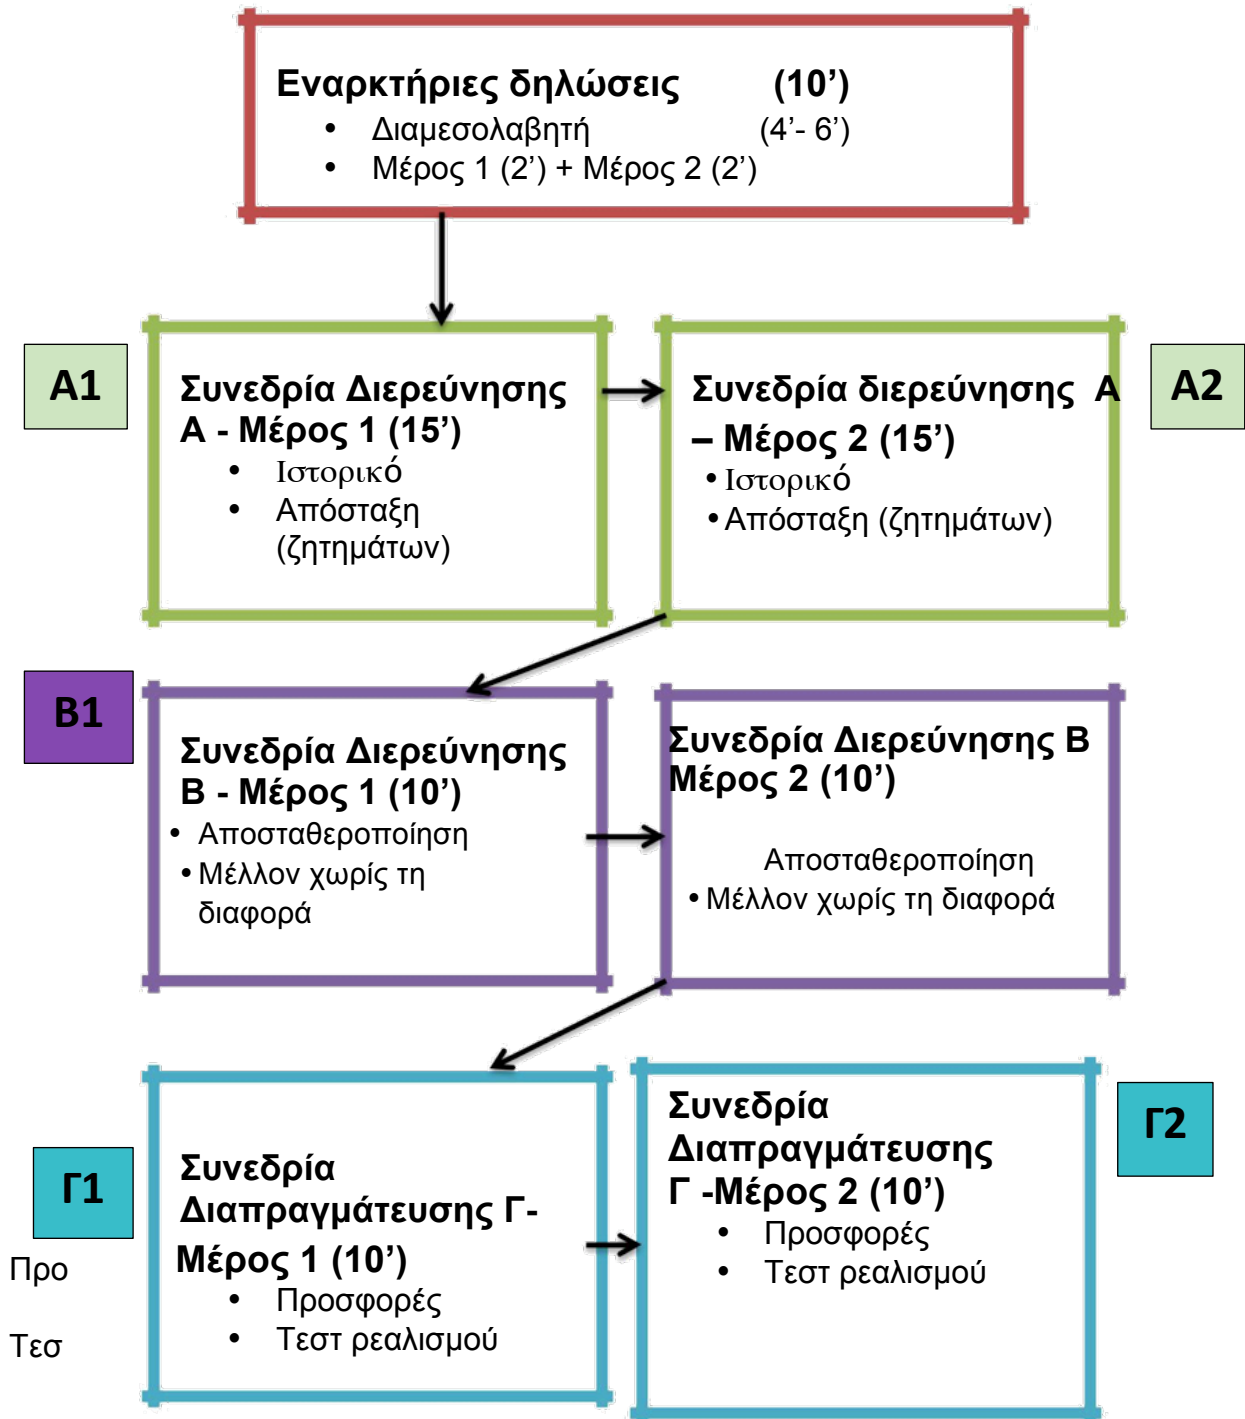 Εναρκτήριες δηλώσεις (10’)
• Διαμεσολαβητή (4’- 6’)
• Μέρος 1 (2’) + Μέρος 2 (2’)
A1
Συνεδρία Διερεύνησης
Α - Μέρος 1 (15’)
• Ιστορικό
• Απόσταξη
(ζητημάτων)
Συνεδρία διερεύνησης Α
– Μέρος 2 (15’)
• Ιστορικό
• Απόσταξη (ζητημάτων)
A2
B1
Συνεδρία Διερεύνησης
Β - Μέρος 1 (10’)
• Αποσταθεροποίηση
• Μέλλον χωρίς τη
διαφορά
Συνεδρία Διερεύνησης Β
Μέρος 2 (10’)
Αποσταθεροποίηση
• Μέλλον χωρίς τη διαφορά
Γ1
Συνεδρία
Διαπραγμάτευσης Γ-
Μέρος 1 (10’)
• Προσφορές
• Τεστ ρεαλισμού
Προ
Τεσ
Συνεδρία
Διαπραγμάτευσης
Γ -Μέρος 2 (10’)
• Προσφορές
• Τεστ ρεαλισμού
Γ2